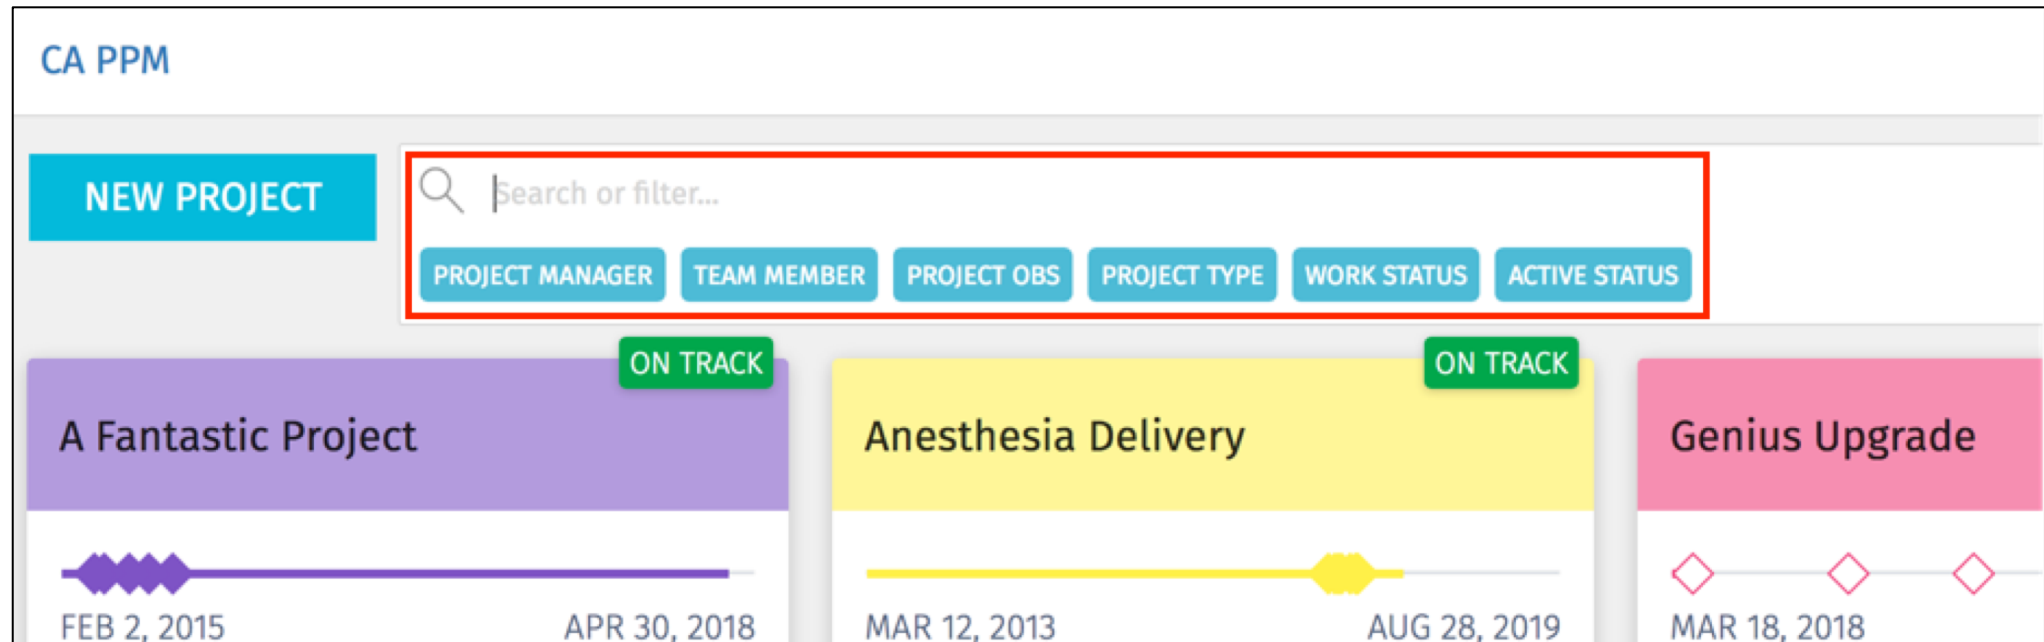 CA PPM
NEW PROJECT
Search or filter...
PROJECT MANAGER TEAM MEMBER PROJECT OBS PROJECT TYPE WORK STATUS ACTIVE STATUS
ON TRACK
A Fantastic Project
FEB 2, 2015 APR 30, 2018
ON TRACK
Anesthesia Delivery
MAR 12, 2013 AUG 28, 2019
Genius Upgrade
MAR 18, 2018